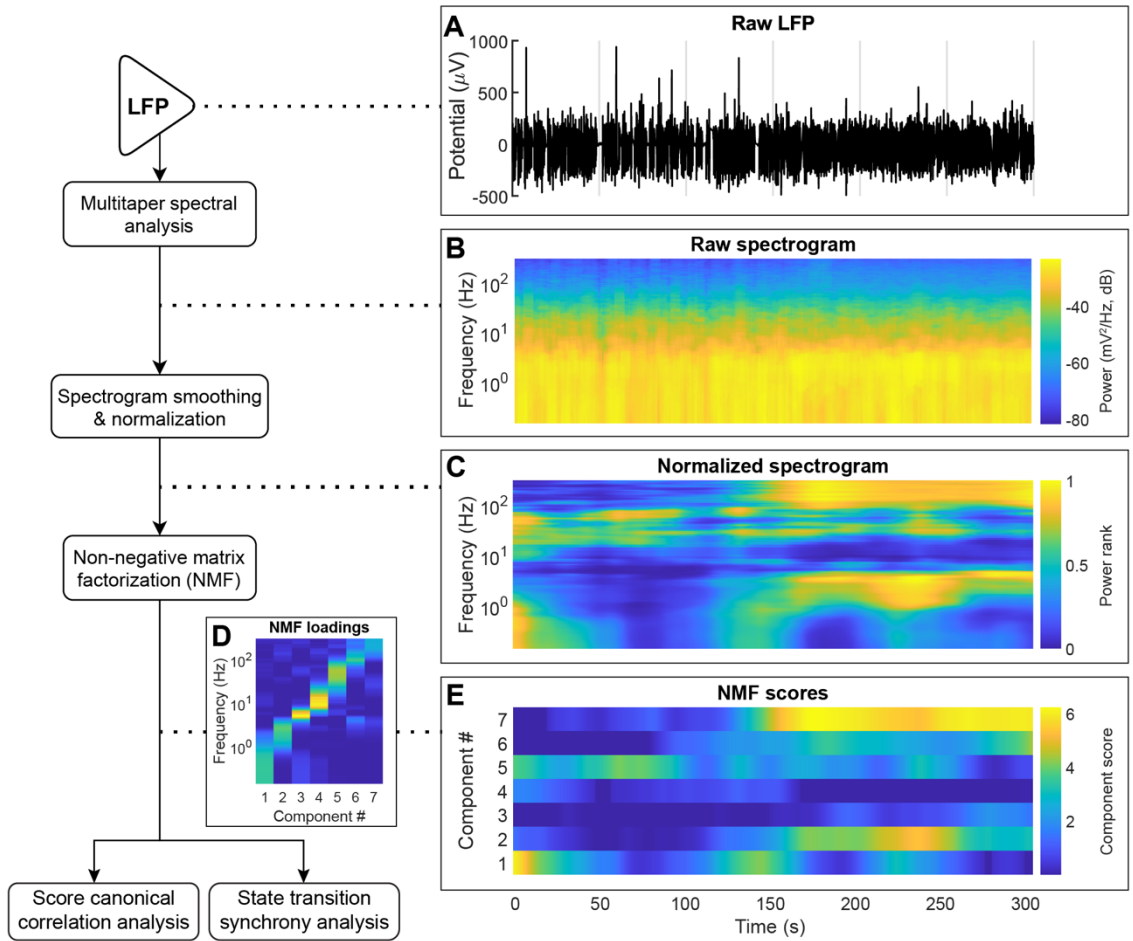 LFP
Multitaper spectral
analysis
Spectrogram smoothing
& normalization
Non-negative matrix
factorization (NMF)
Score canonical
correlation analysis
State transition
synchrony analysis
A
Raw LFP
Potential (µV)
1000
500
0
-500
B
Raw spectrogram
Frequency (Hz)
10²
10¹
10⁰
-40
-60
-80
Power (mV²/Hz, dB)
C
Normalized spectrogram
Frequency (Hz)
10²
10¹
10⁰
1
0.5
0
Power rank
D
NMF loadings
Frequency (Hz)
10²
10¹
10⁰
1 2 3 4 5 6 7
Component #
E
NMF scores
Component #
7
6
5
4
3
2
1
6
4
2
Component score
0 50 100 150 200 250 300
Time (s)